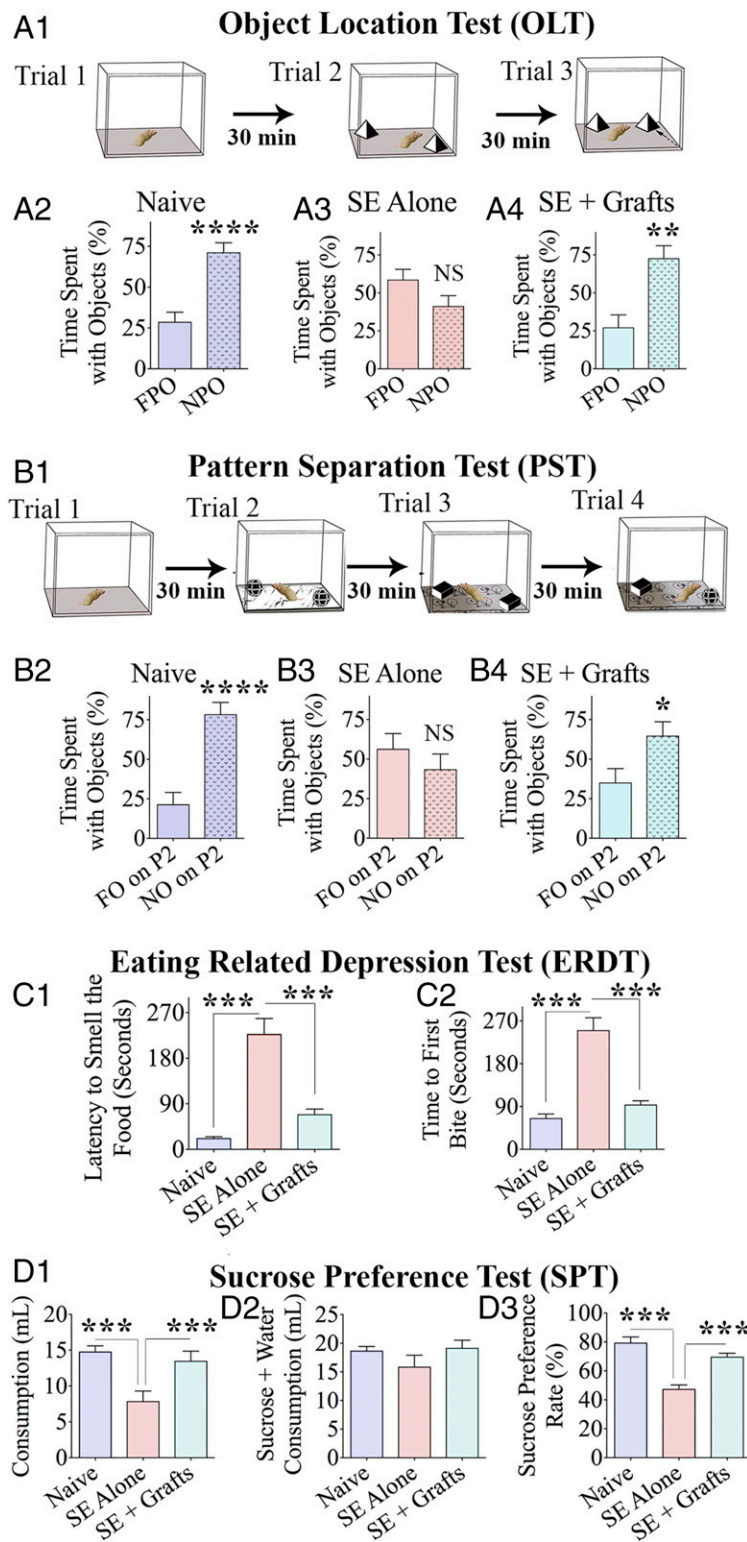 A1
Object Location Test (OLT)
Trial 1
Trial 2
Trial 3
30 min
30 min
A2
Naive
A3
SE Alone
A4
SE + Grafts
Time Spent
with Objects (%)
75
50
25
0
****
FPO
NPO
Time Spent
with Objects (%)
75
50
25
0
NS
FPO
NPO
Time Spent
with Objects (%)
75
50
25
0
**
FPO
NPO
B1
Pattern Separation Test (PST)
Trial 1
Trial 2
Trial 3
Trial 4
30 min
30 min
30 min
B2
Naive
B3
SE Alone
B4
SE + Grafts
Time Spent
with Objects (%)
75
50
25
0
****
FO on P2
NO on P2
Time Spent
with Objects (%)
75
50
25
0
NS
FO on P2
NO on P2
Time Spent
with Objects (%)
75
50
25
0
*
FO on P2
NO on P2
Eating Related Depression Test (ERDT)
C1
Latency to Smell the
Food (Seconds)
270
180
90
0
***
***
Naive
SE Alone
SE + Grafts
C2
Time to First
Bite (Seconds)
270
180
90
0
***
***
Naive
SE Alone
SE + Grafts
D1
Sucrose Preference Test (SPT)
Consumption (mL)
20
15
10
5
0
***
***
Naive
SE Alone
SE + Grafts
D2
Sucrose + Water
Consumption (mL)
25
20
15
10
5
0
Naive
SE Alone
SE + Grafts
D3
Sucrose Preference
Rate (%)
100
80
60
40
20
0
***
***
Naive
SE Alone
SE + Grafts